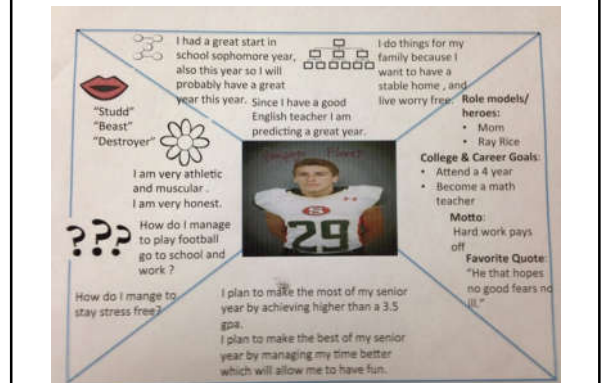 I had a great start in
school sophomore year,
also this year so I will
probably have a great
year this year.
Since I have a good
English teacher I am
predicting a great year.
I do things for my
family because I
want to have a
stable home , and
live worry free.
"Studd"
"Beast"
"Destroyer"
I am very athletic
and muscular .
I am very honest.
Role models/
heroes:
• Mom
• Ray Rice
College & Career Goals:
• Attend a 4 year
• Become a math
teacher
Motto:
Hard work pays
off
Favorite Quote:
"He that hopes
no good fears no
ill."
29
???
How do I manage
to play football
go to school and
work ?
How do I mange to
stay stress free?
I plan to make the most of my senior
year by achieving higher than a 3.5
gpa.
I plan to make the best of my senior
year by managing my time better
which will allow me to have fun.